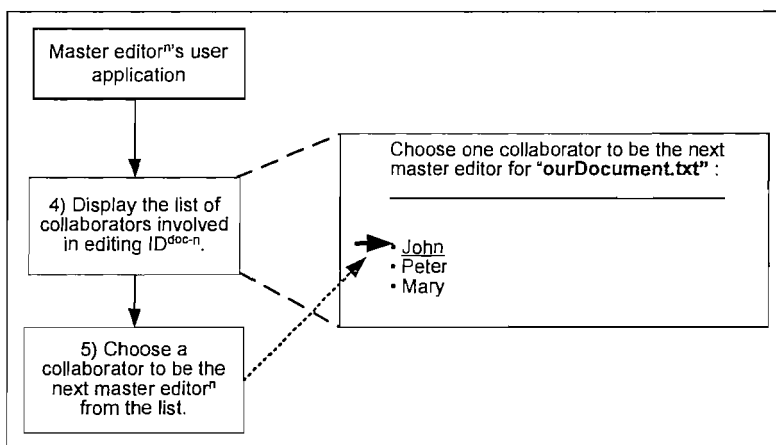 Master editorⁿ's user
application
4) Display the list of
collaborators involved
in editing ID^doc-n.
5) Choose a
collaborator to be the
next master editorⁿ
from the list.
Choose one collaborator to be the next
master editor for "ourDocument.txt" :
• John
• Peter
• Mary